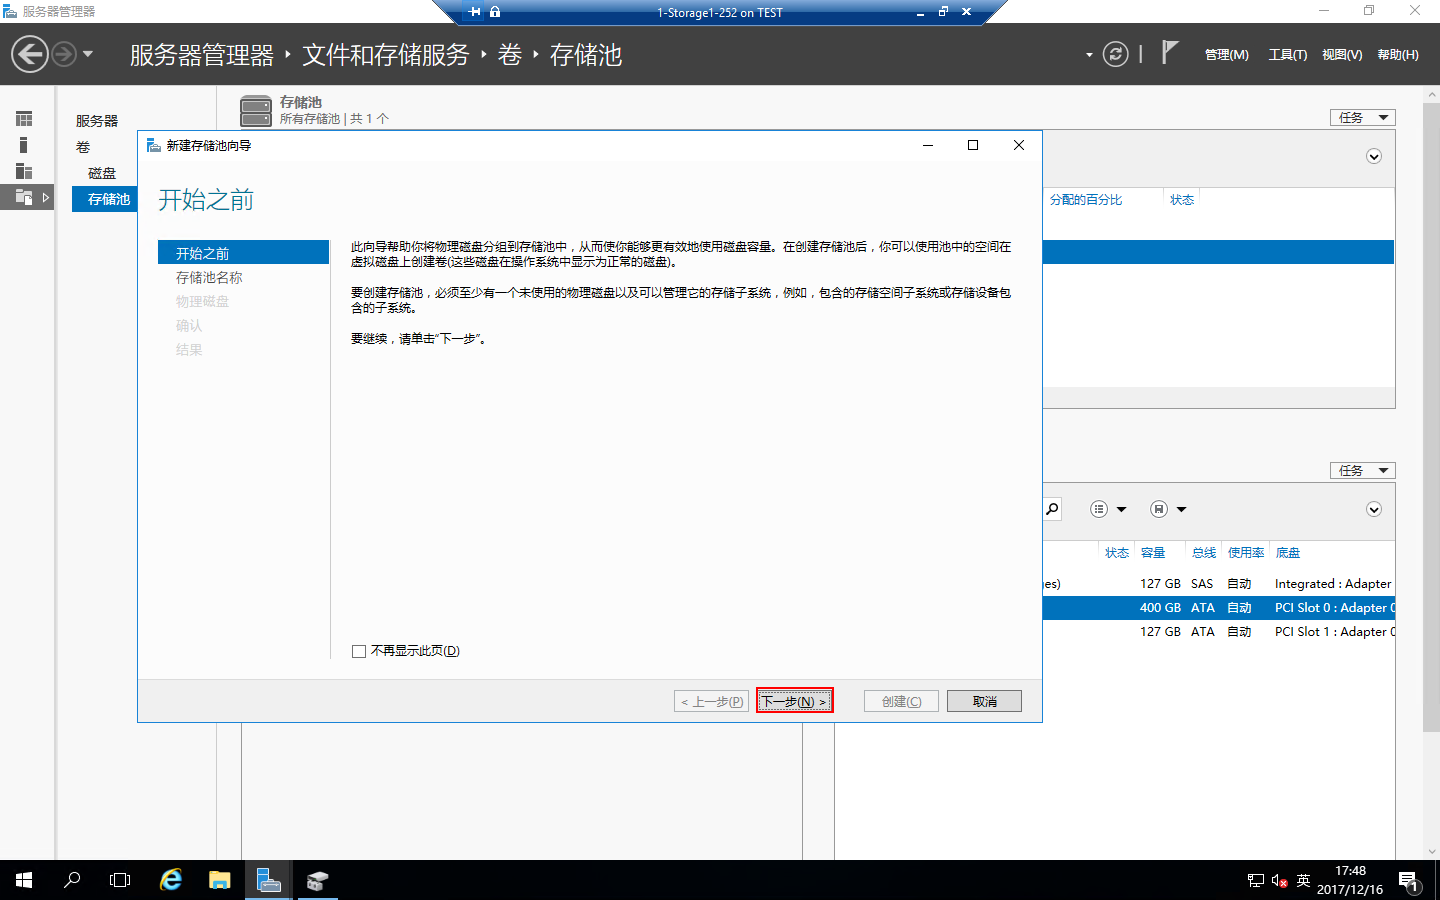 服务器管理器
1-Storage1-252 on TEST
服务器管理器 ‣ 文件和存储服务 ‣ 卷 ‣ 存储池
管理(M) 工具(T) 视图(V) 帮助(H)
服务器
卷
磁盘
存储池
存储池
所有存储池 | 共 1 个
任务
分配的百分比 状态
新建存储池向导
开始之前
开始之前
存储池名称
物理磁盘
确认
结果
此向导帮助你将物理磁盘分组到存储池中，从而使你能够更有效地使用磁盘容量。在创建存储池后，你可以使用池中的空间在
虚拟磁盘上创建卷(这些磁盘在操作系统中显示为正常的磁盘)。
要创建存储池，必须至少有一个未使用的物理磁盘以及可以管理它的存储子系统，例如，包含的存储空间子系统或存储设备包
含的子系统。
要继续，请单击“下一步”。
不再显示此页(D)
< 上一步(P) 下一步(N) > 创建(C) 取消
任务
状态 容量 总线 使用率 底盘
es) 127 GB SAS 自动 Integrated : Adapter
400 GB ATA 自动 PCI Slot 0 : Adapter 0
127 GB ATA 自动 PCI Slot 1 : Adapter 0
英
17:48
2017/12/16
1